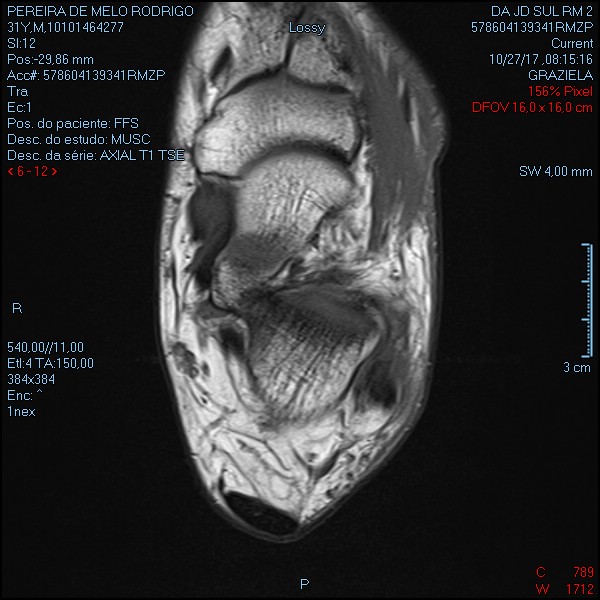 PEREIRA DE MELO RODRIGO
31Y,M,10101464277
Sl:12
Pos:-29,86 mm
Acc#: 578604139341RMZP
Tra
Ec:1
Pos. do paciente: FFS
Desc. do estudo: MUSC
Desc. da série: AXIAL T1 TSE
< 6 - 12 >
Lossy
DA JD SUL RM 2
578604139341RMZP
Current
10/27/17 ,08:15:16
GRAZIELA
156% Pixel
DFOV 16,0 x 16,0 cm
SW 4,00 mm
R
540,00//11,00
Etl:4 TA:150,00
384x384
Enc: ^
1nex
3 cm
P
C 789
W 1712